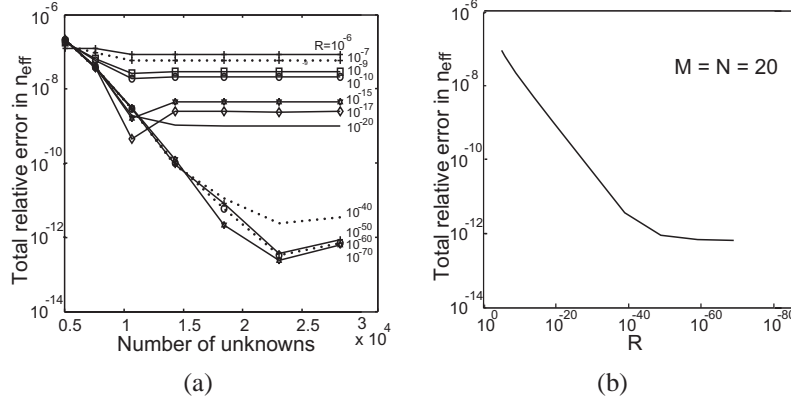 10^-6
10^-8
10^-10
10^-12
10^-14
Total relative error in n_eff
R=10^-6
10^-7
10^-9
10^-10
10^-15
10^-17
10^-20
10^-40
10^-50
10^-60
10^-70
0.5 1 1.5 2 2.5 3
x 10^4
Number of unknowns
(a)
10^-6
10^-8
10^-10
10^-12
10^-14
Total relative error in n_eff
M = N = 20
10^0 10^-20 10^-40 10^-60 10^-80
R
(b)